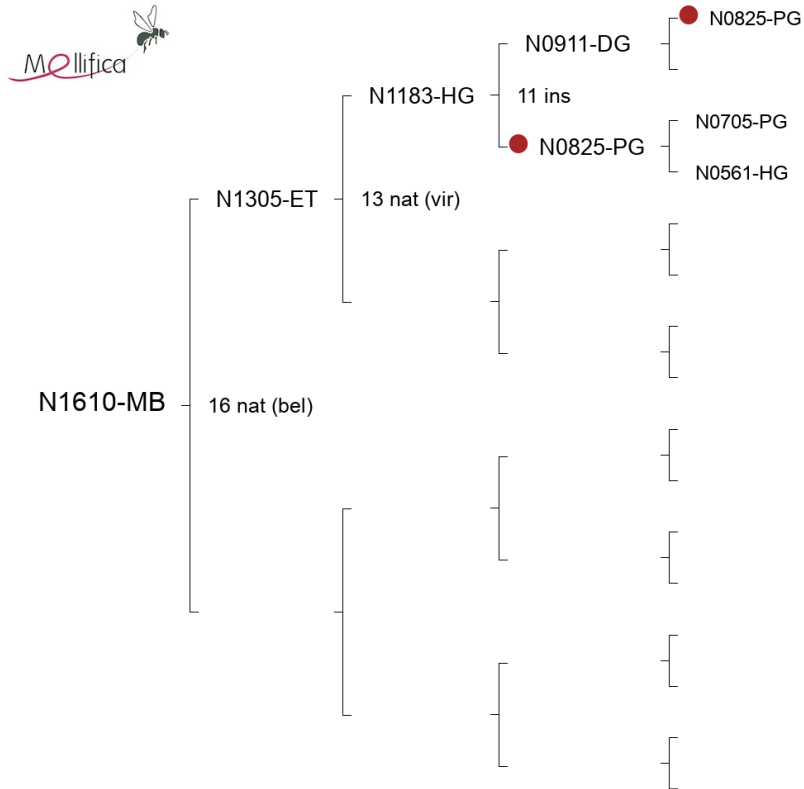 Mellifica
N0825-PG
N0911-DG
N1183-HG
11 ins
N0705-PG
N0825-PG
N0561-HG
N1305-ET
13 nat (vir)
N1610-MB
16 nat (bel)